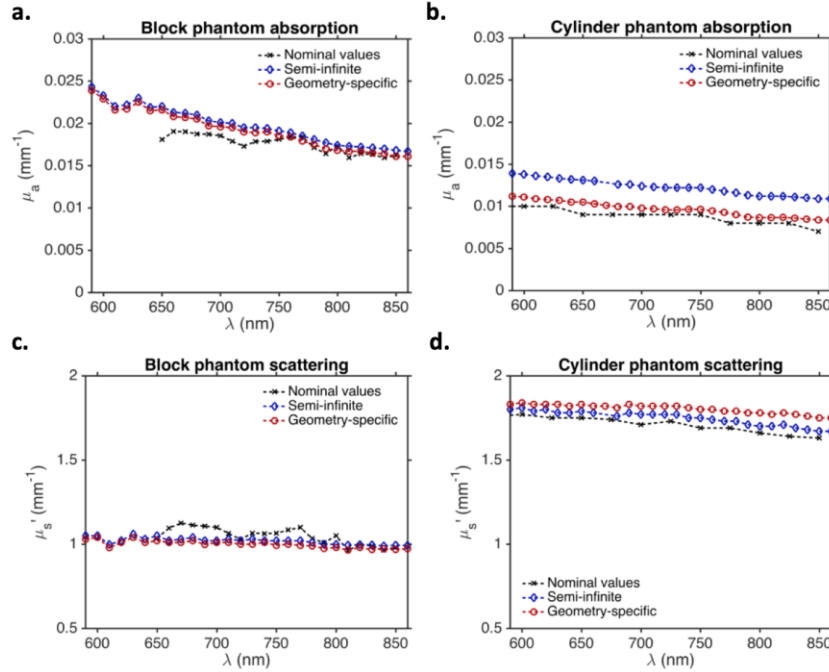 a.
Block phantom absorption
0.03
0.025
0.02
0.015
0.01
0.005
0
μa (mm-1)
600 650 700 750 800 850
λ (nm)
Nominal values
Semi-infinite
Geometry-specific
b.
Cylinder phantom absorption
0.03
0.025
0.02
0.015
0.01
0.005
0
μa (mm-1)
600 650 700 750 800 850
λ (nm)
Nominal values
Semi-infinite
Geometry-specific
c.
Block phantom scattering
2
1.5
1
0.5
μs' (mm-1)
600 650 700 750 800 850
λ (nm)
Nominal values
Semi-infinite
Geometry-specific
d.
Cylinder phantom scattering
2
1.5
1
0.5
μs' (mm-1)
600 650 700 750 800 850
λ (nm)
Nominal values
Semi-infinite
Geometry-specific